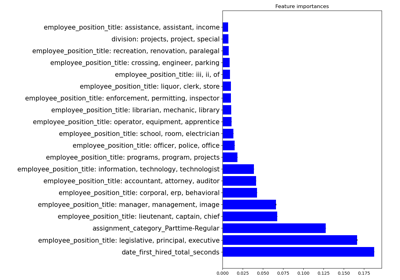 Feature importances
employee_position_title: assistance, assistant, income
division: projects, project, special
employee_position_title: recreation, renovation, paralegal
employee_position_title: crossing, engineer, parking
employee_position_title: iii, ii, of
employee_position_title: liquor, clerk, store
employee_position_title: enforcement, permitting, inspector
employee_position_title: librarian, mechanic, library
employee_position_title: operator, equipment, apprentice
employee_position_title: school, room, electrician
employee_position_title: officer, police, office
employee_position_title: programs, program, projects
employee_position_title: information, technology, technologist
employee_position_title: accountant, attorney, auditor
employee_position_title: corporal, erp, behavioral
employee_position_title: manager, management, image
employee_position_title: lieutenant, captain, chief
assignment_category_Parttime-Regular
employee_position_title: legislative, principal, executive
date_first_hired_total_seconds
0.000 0.025 0.050 0.075 0.100 0.125 0.150 0.175